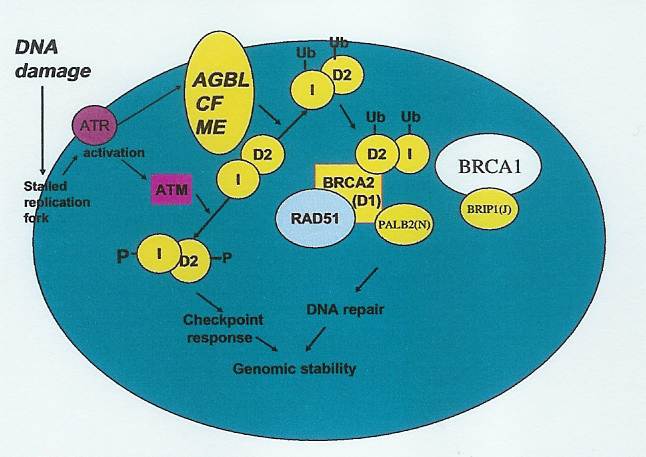 DNA
damage
ATR
activation
Stalled
replication
fork
ATM
AGBL
CF
ME
Ub
Ub
I
D2
D2
I
Ub
Ub
D2
I
BRCA2
(D1)
RAD51
PALB2(N)
BRCA1
BRIP1(J)
P
I
D2
P
Checkpoint
response
DNA repair
Genomic stability